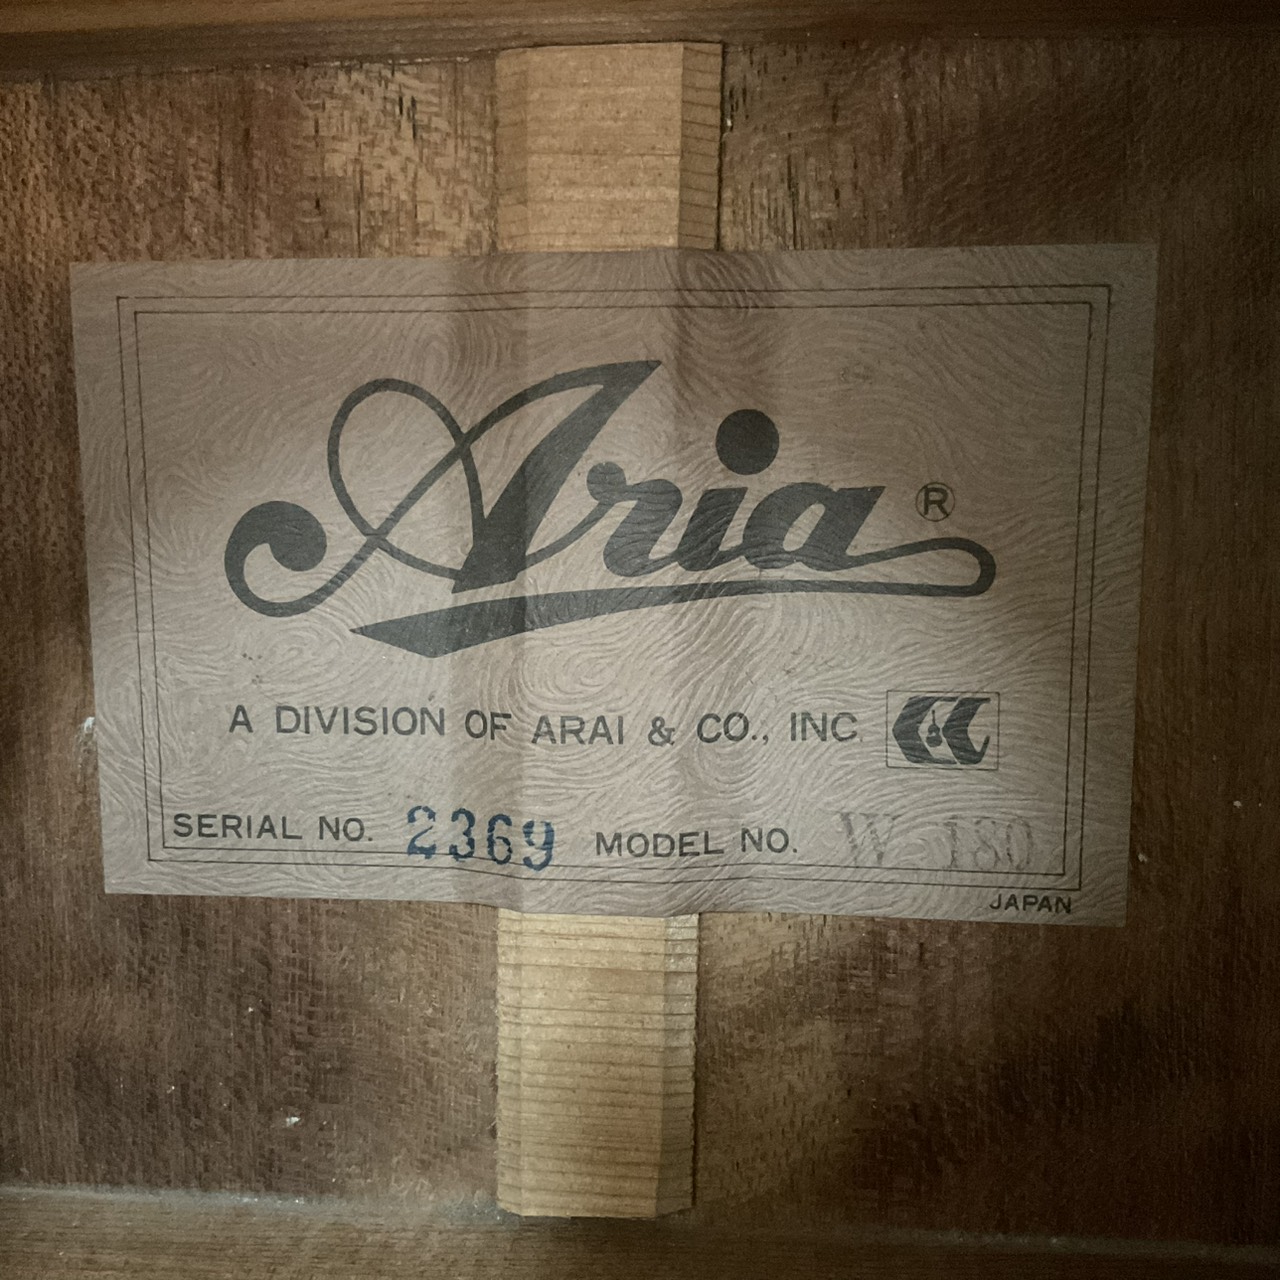 Aria ®
A DIVISION OF ARAI & CO., INC.
SERIAL NO. 2369 MODEL NO. W-180
JAPAN